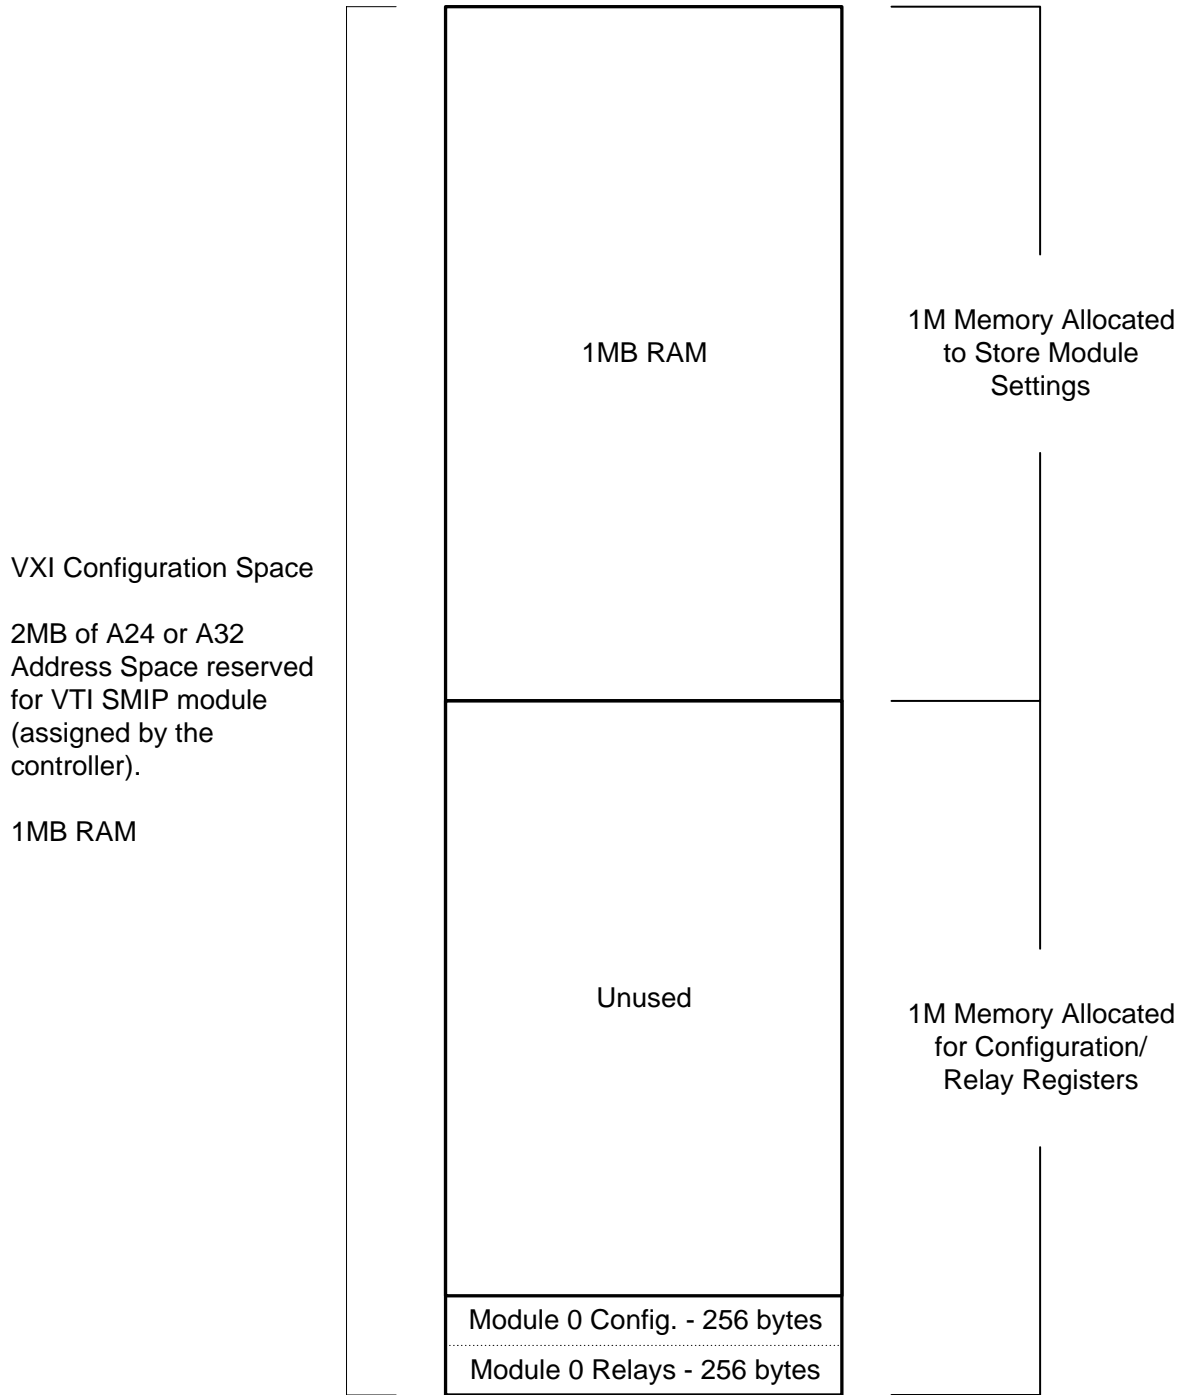 1MB RAM
1M Memory Allocated
to Store Module
Settings
VXI Configuration Space
2MB of A24 or A32
Address Space reserved
for VTI SMIP module
(assigned by the
controller).
1MB RAM
Unused
1M Memory Allocated
for Configuration/
Relay Registers
Module 0 Config. - 256 bytes
Module 0 Relays - 256 bytes